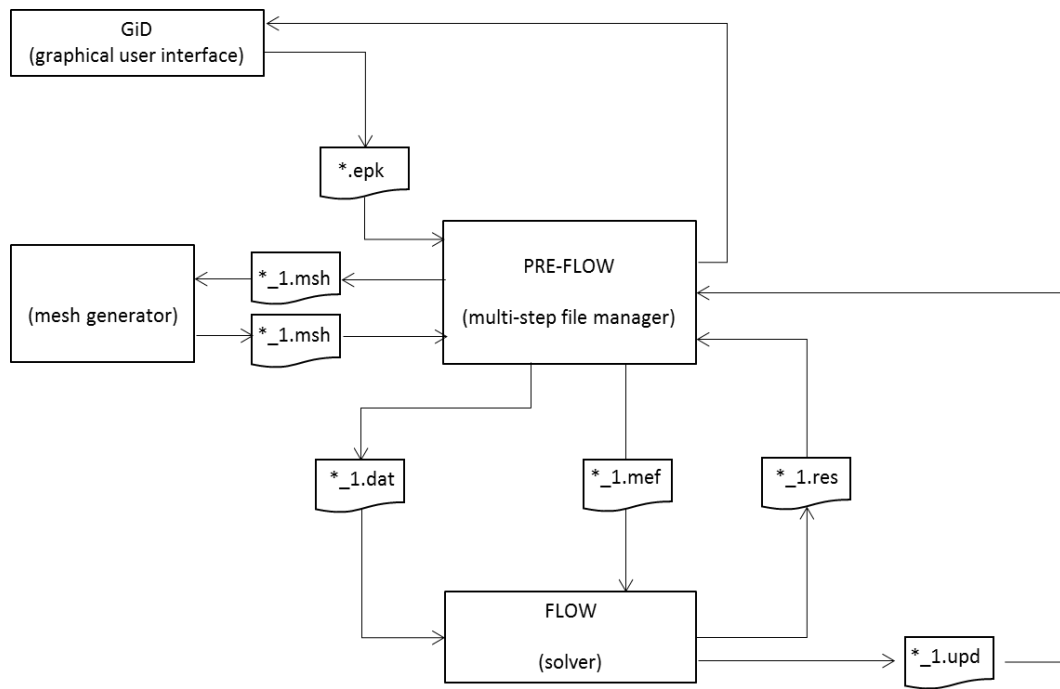 GiD
(graphical user interface)
*.epk
PRE-FLOW
(multi-step file manager)
*_1.msh
(mesh generator)
*_1.msh
*_1.dat
*_1.mef
*_1.res
FLOW
(solver)
*_1.upd